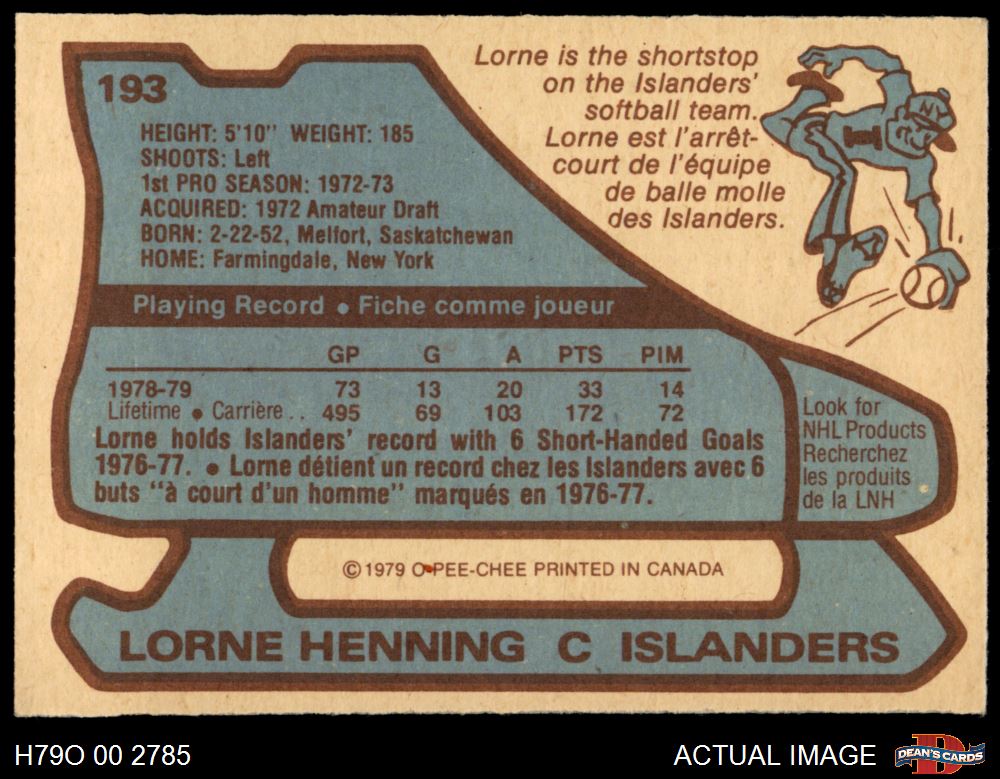 193
HEIGHT: 5'10" WEIGHT: 185
SHOOTS: Left
1st PRO SEASON: 1972-73
ACQUIRED: 1972 Amateur Draft
BORN: 2-22-52, Melfort, Saskatchewan
HOME: Farmingdale, New York
Lorne is the shortstop
on the Islanders'
softball team.
Lorne est l'arrêt-
court de l'équipe
de balle molle
des Islanders.
NY
I
Playing Record • Fiche comme joueur
GP G A PTS PIM
1978-79 73 13 20 33 14
Lifetime • Carrière . . 495 69 103 172 72
Lorne holds Islanders' record with 6 Short-Handed Goals
1976-77. • Lorne détient un record chez les Islanders avec 6
buts "à court d'un homme" marqués en 1976-77.
Look for
NHL Products
Recherchez
les produits
de la LNH
© 1979 O-PEE-CHEE PRINTED IN CANADA
LORNE HENNING C ISLANDERS
H79O 00 2785
ACTUAL IMAGE
D
DEAN'S CARDS